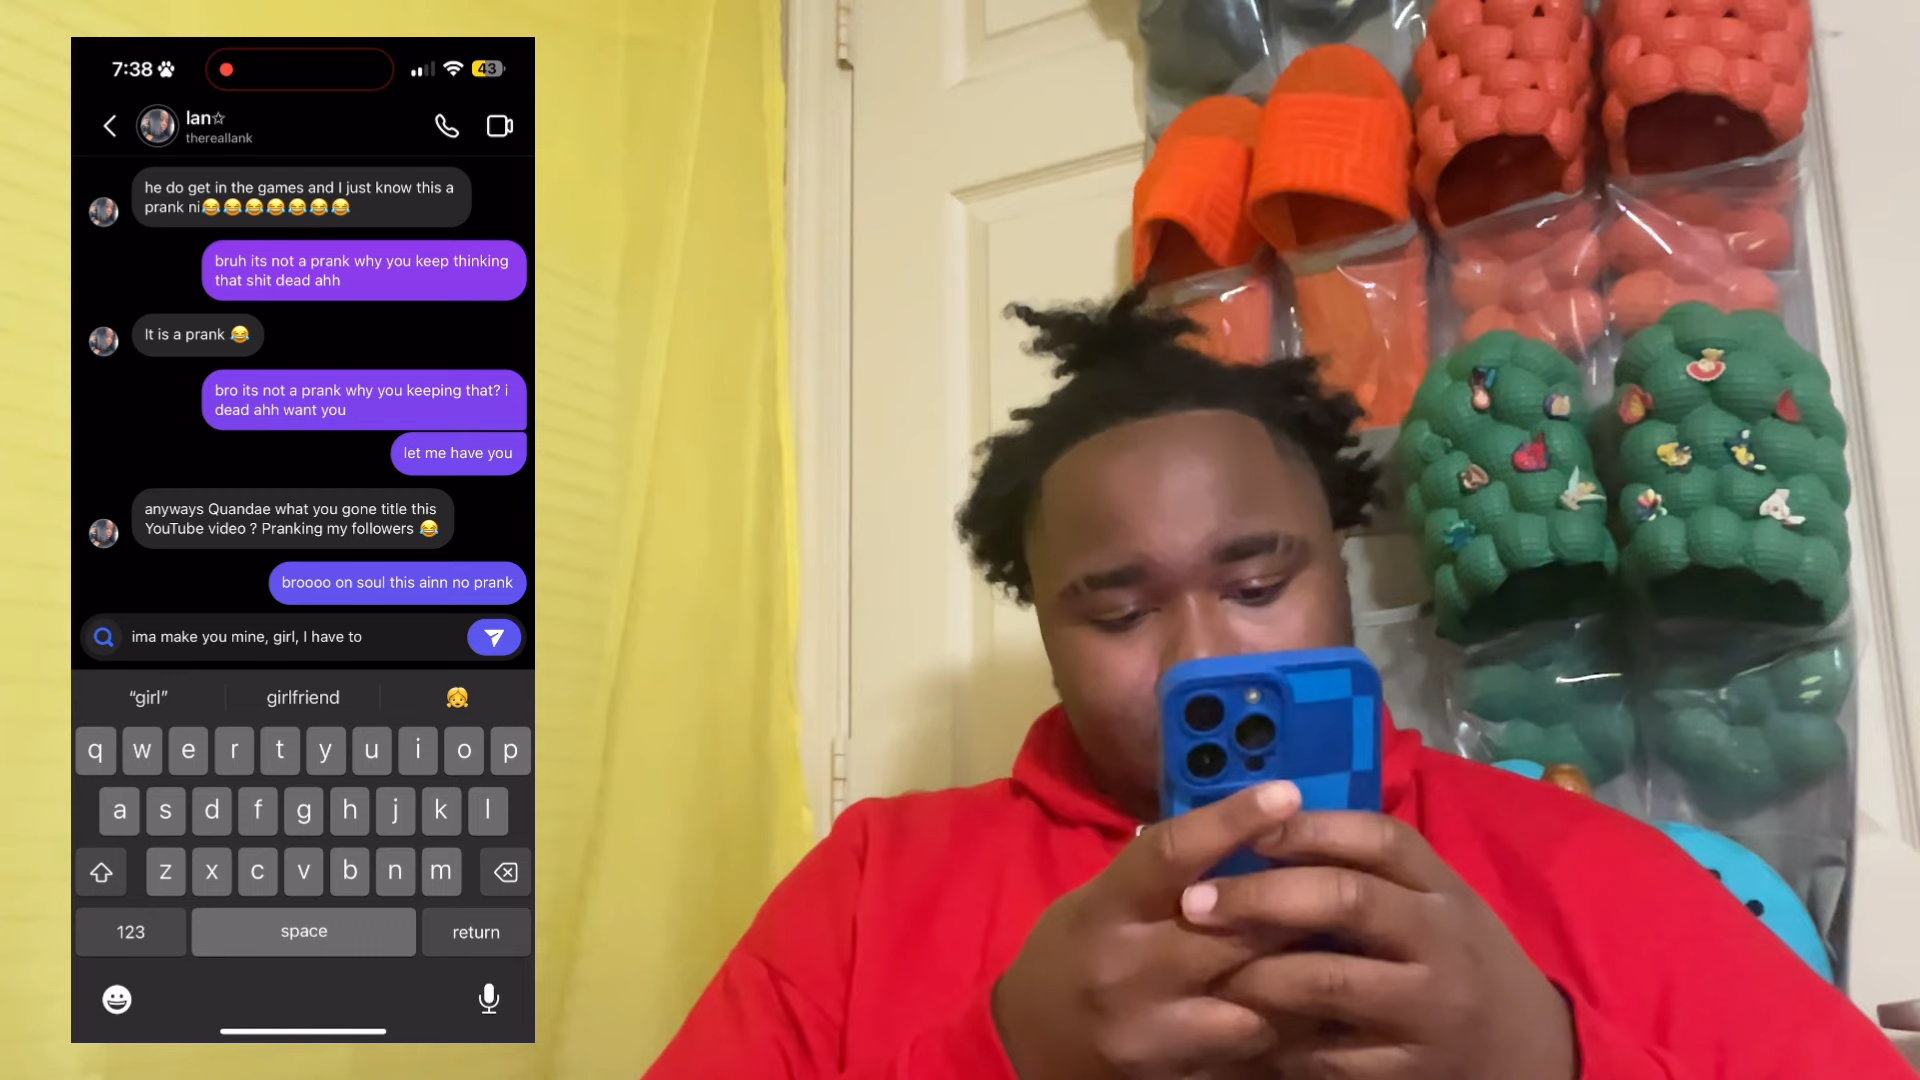 7:38
43
lan☆
thereallank
he do get in the games and I just know this a
prank ni😂😂😂😂😂😂😂
bruh its not a prank why you keep thinking
that shit dead ahh
It is a prank 😂
bro its not a prank why you keeping that? i
dead ahh want you
let me have you
anyways Quandae what you gone title this
YouTube video ? Pranking my followers 😂
broooo on soul this ainn no prank
ima make you mine, girl, I have to
“girl” girlfriend 👧
q w e r t y u i o p
a s d f g h j k l
z x c v b n m
123 space return